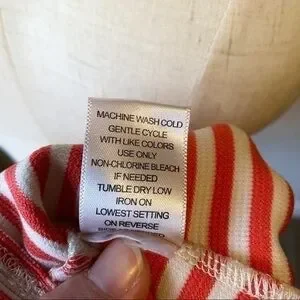 MACHINE WASH COLD
GENTLE CYCLE
WITH LIKE COLORS
USE ONLY
NON-CHLORINE BLEACH
IF NEEDED
TUMBLE DRY LOW
IRON ON
LOWEST SETTING
ON REVERSE